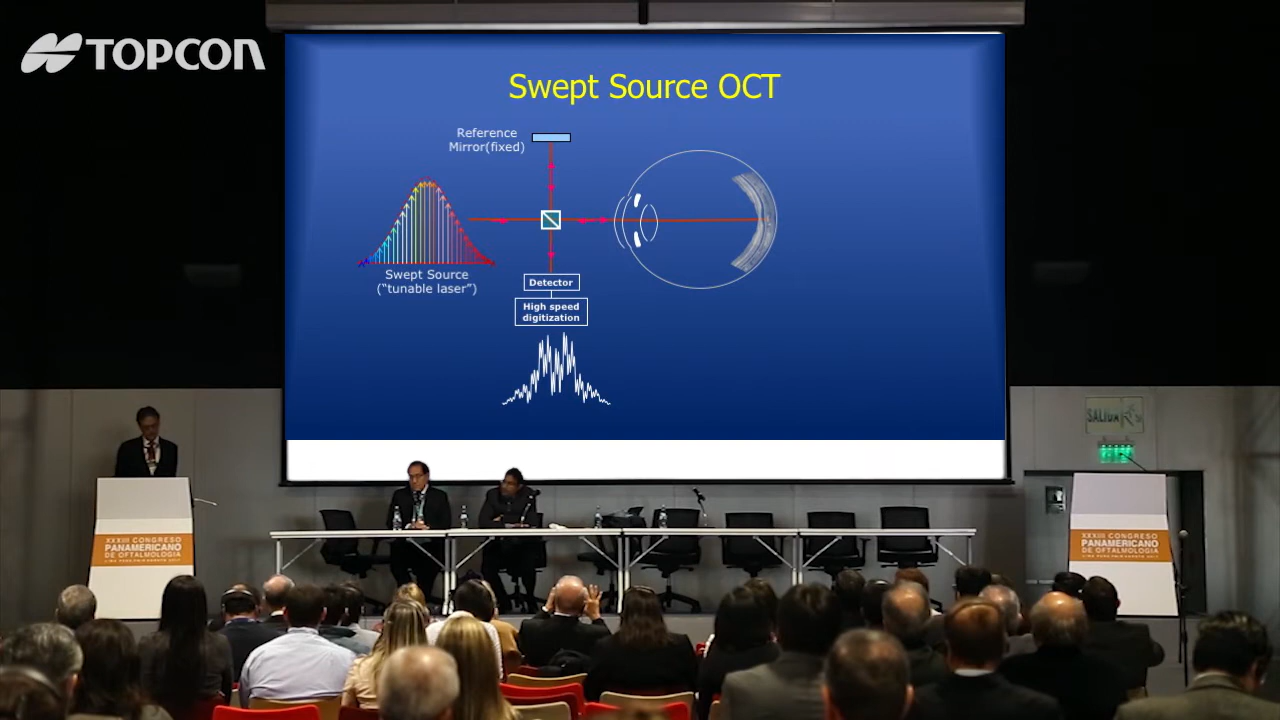 TOPCON
Swept Source OCT
Reference
Mirror(fixed)
Swept Source
(“tunable laser”)
Detector
High speed
digitization
SALIDA
XXXIII CONGRESO
PANAMERICANO
DE OFTALMOLOGIA
XXXIII CONGRESO
PANAMERICANO
DE OFTALMOLOGIA